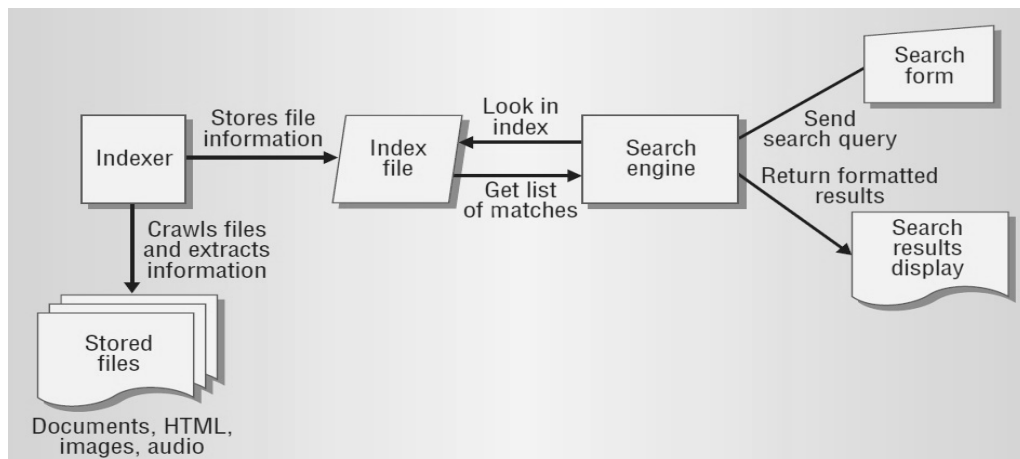 Search
form
Stores file
information
Look in
index
Send
search query
Indexer
Index
file
Search
engine
Get list
of matches
Return formatted
results
Crawls files
and extracts
information
Search
results
display
Stored
files
Documents, HTML,
images, audio